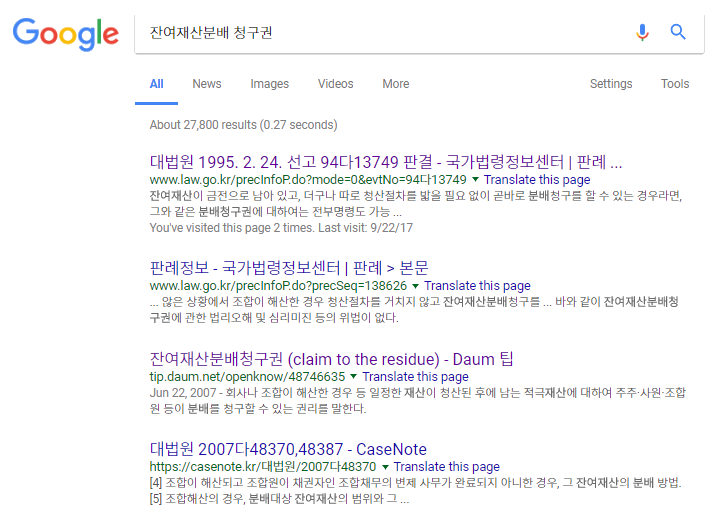 Google
잔여재산분배 청구권
All News Images Videos More Settings Tools
About 27,800 results (0.27 seconds)
대법원 1995. 2. 24. 선고 94다13749 판결 - 국가법령정보센터 | 판례 ...
www.law.go.kr/precInfoP.do?mode=0&evtNo=94다13749 ▼ Translate this page
잔여재산이 금전으로 남아 있고, 더구나 따로 청산절차를 밟을 필요 없이 곧바로 분배청구를 할 수 있는 경우라면,
그와 같은 분배청구권에 대하여는 전부명령도 가능 ...
You've visited this page 2 times. Last visit: 9/22/17
판례정보 - 국가법령정보센터 | 판례 > 본문
www.law.go.kr/precInfoP.do?precSeq=138626 ▼ Translate this page
... 않은 상황에서 조합이 해산한 경우 청산절차를 거치지 않고 잔여재산분배청구를 ... 바와 같이 잔여재산분배청
구권에 관한 법리오해 및 심리미진 등의 위법이 없다.
잔여재산분배청구권 (claim to the residue) - Daum 팁
tip.daum.net/openknow/48746635 ▼ Translate this page
Jun 22, 2007 - 회사나 조합이 해산한 경우 등 일정한 재산이 청산된 후에 남는 적극재산에 대하여 주주·사원·조합
원 등이 분배를 청구할 수 있는 권리를 말한다.
대법원 2007다48370,48387 - CaseNote
https://casenote.kr/대법원/2007다48370 ▼ Translate this page
[4] 조합이 해산되고 조합원이 채권자인 조합채무의 변제 사무가 완료되지 아니한 경우, 그 잔여재산의 분배 방법.
[5] 조합해산의 경우, 분배대상 잔여재산의 범위와 그 ...